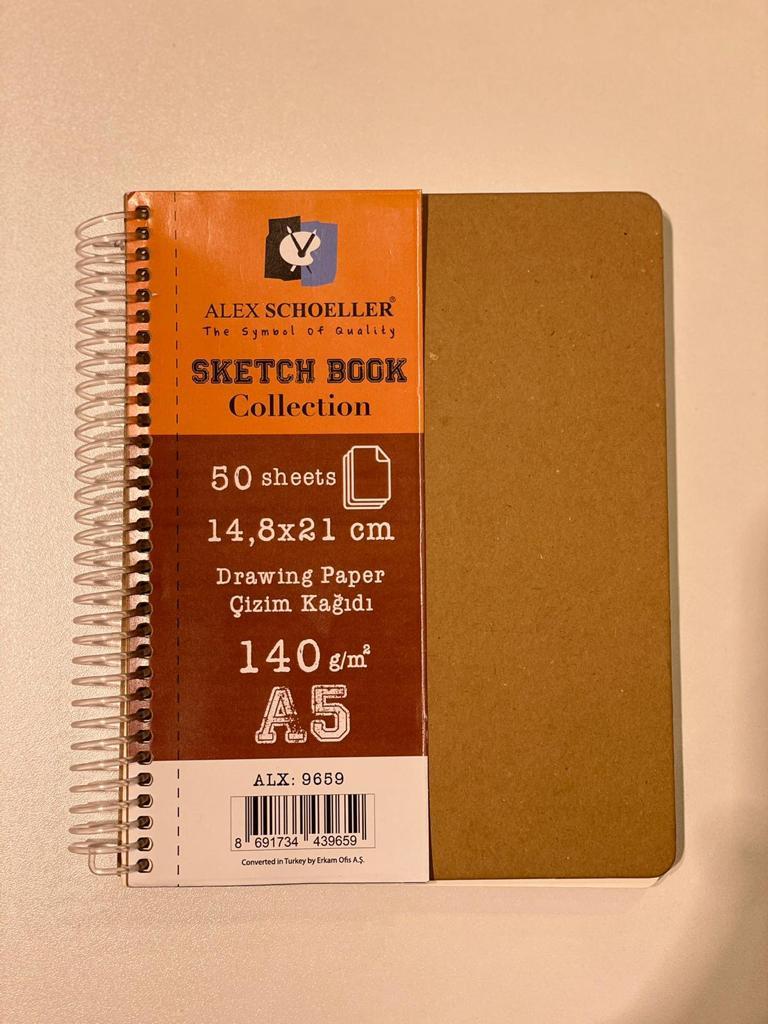 ALEX SCHOELLER®
The Symbol Of Quality
SKETCH BOOK
Collection
50 sheets
14,8x21 cm
Drawing Paper
Çizim Kağıdı
140 g/m²
A5
ALX: 9659
8 691734 439659
Converted in Turkey by Erkam Ofis A.Ş.